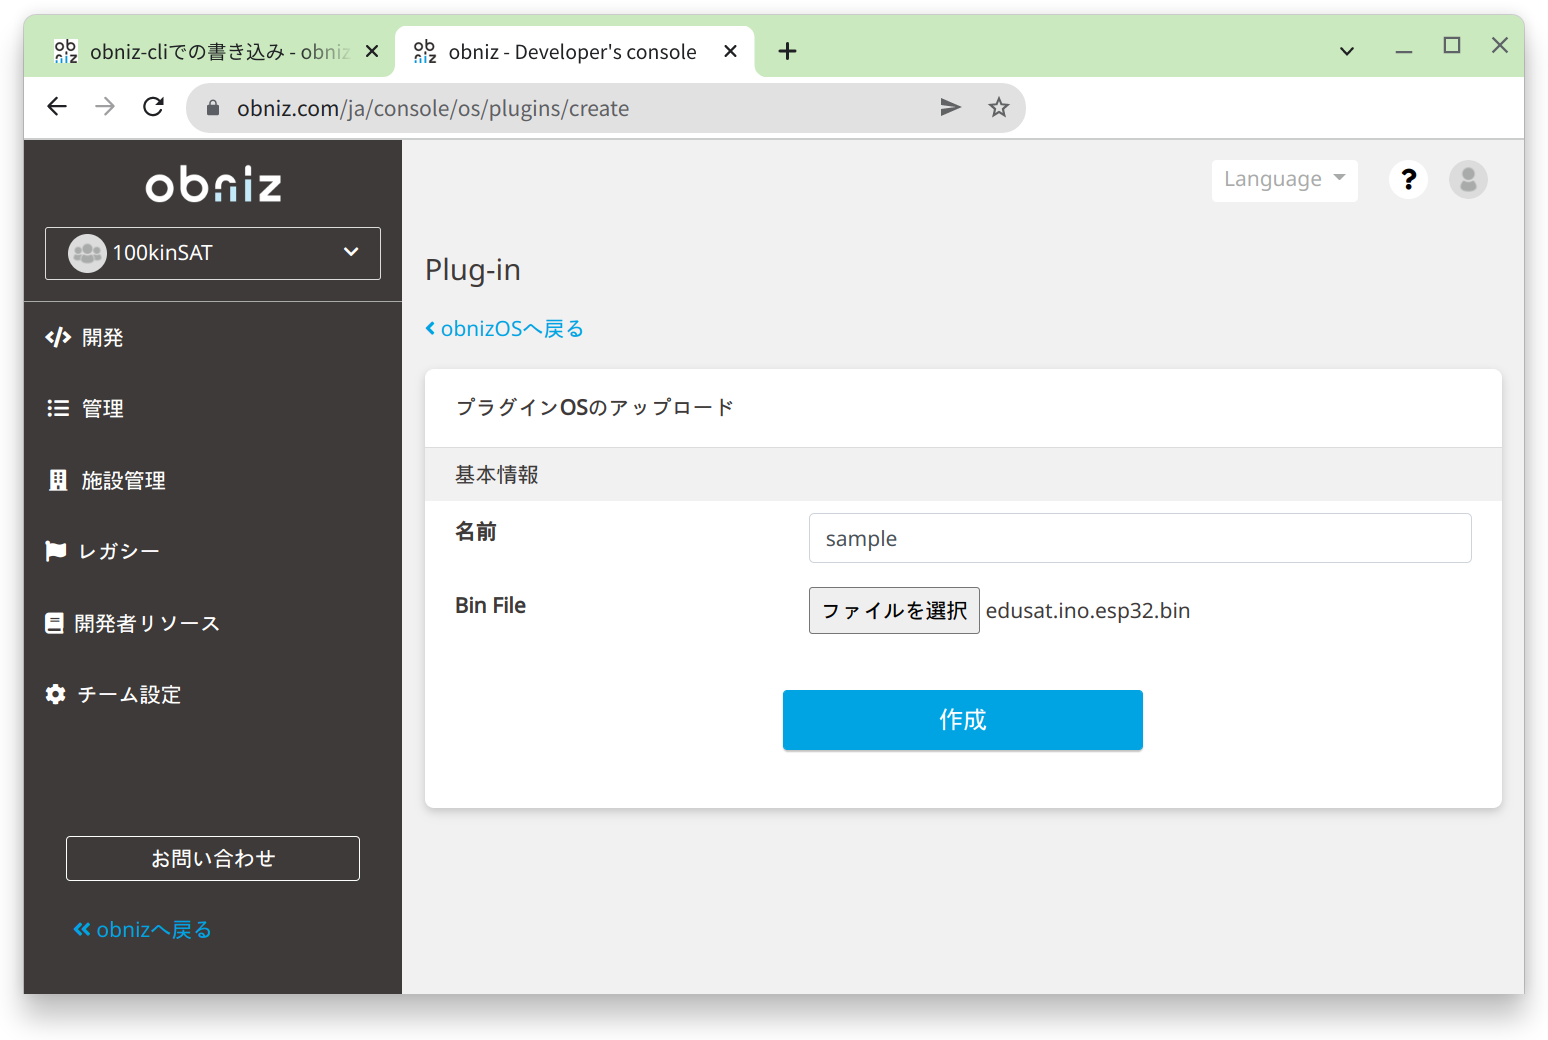 obniz-cliでの書き込み - obniz
obniz - Developer's console
obniz.com/ja/console/os/plugins/create
obniz
100kinSAT
開発
管理
施設管理
レガシー
開発者リソース
チーム設定
お問い合わせ
obnizへ戻る
Language
?
Plug-in
obnizOSへ戻る
プラグインOSのアップロード
基本情報
名前
sample
Bin File
ファイルを選択 edusat.ino.esp32.bin
作成